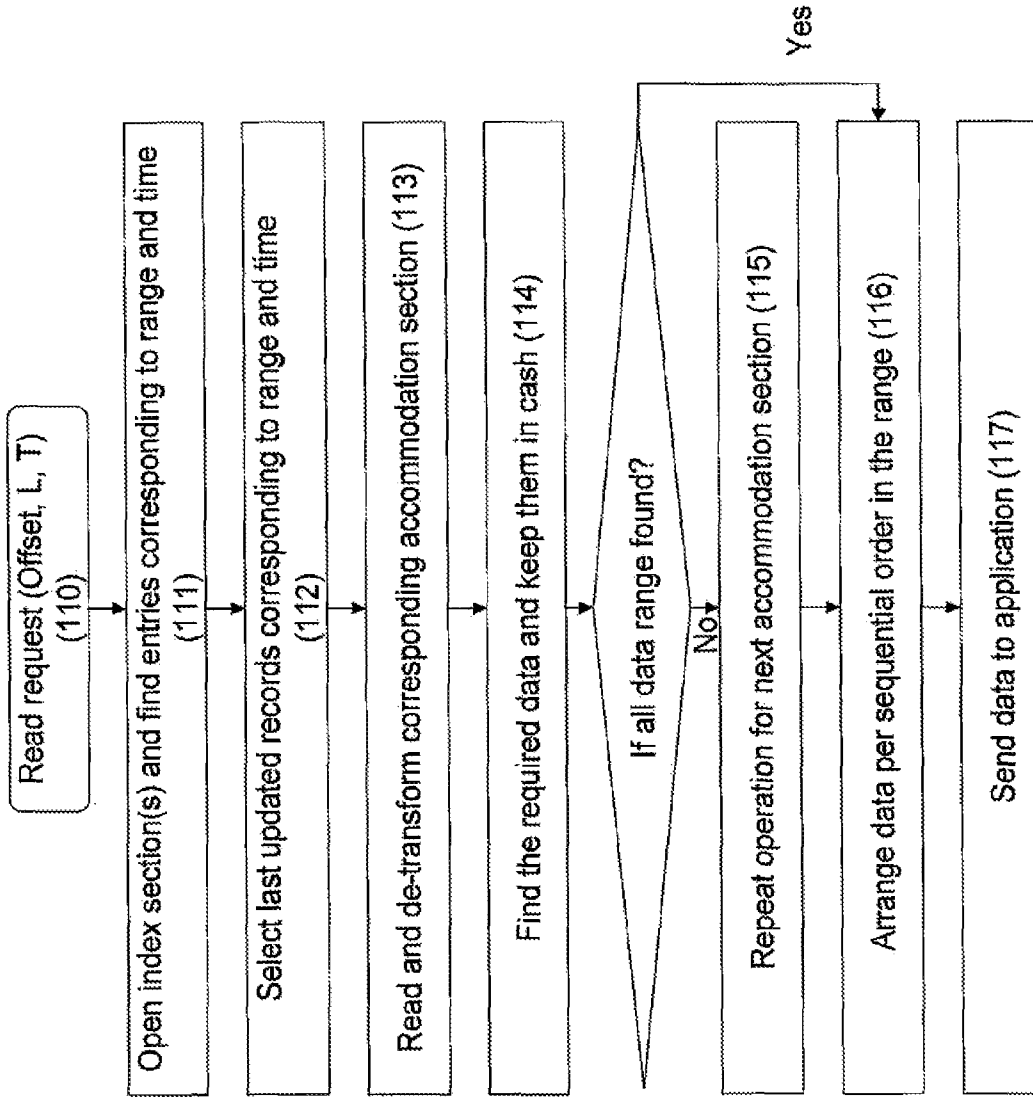 Read request (Offset, L, T)
(110)
Open index section(s) and find entries corresponding to range and time
(111)
Select last updated records corresponding to range and time
(112)
Read and de-transform corresponding accommodation section (113)
Find the required data and keep them in cash (114)
If all data range found?
Yes
No
Repeat operation for next accommodation section (115)
Arrange data per sequential order in the range (116)
Send data to application (117)